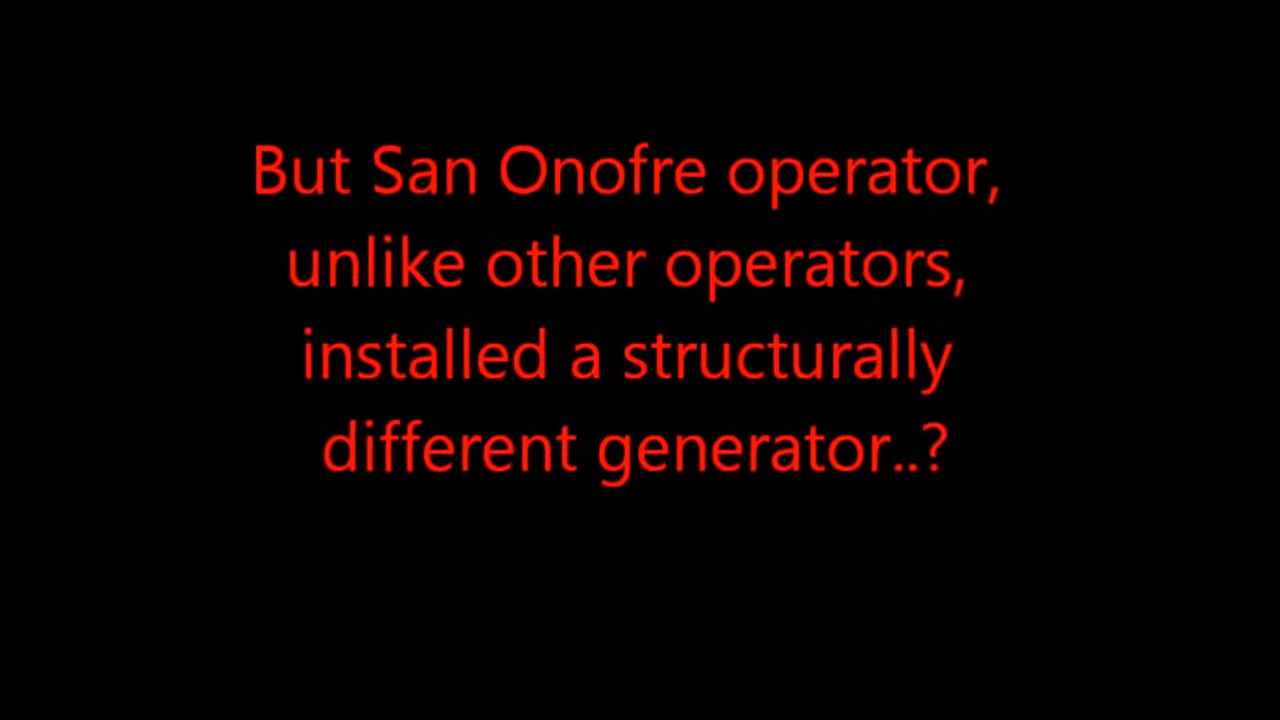 But San Onofre operator,
unlike other operators,
installed a structurally
different generator..?